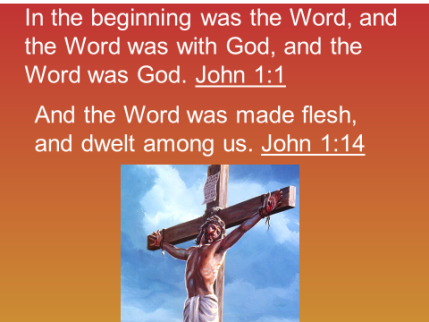 In the beginning was the Word, and
the Word was with God, and the
Word was God. John 1:1
And the Word was made flesh,
and dwelt among us. John 1:14